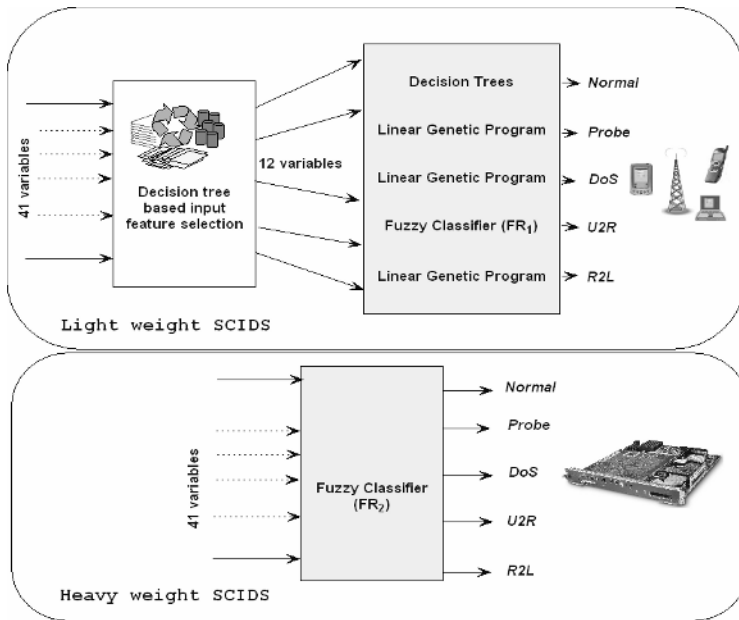 41 variables
Decision tree
based input
feature selection
12 variables
Decision Trees
Linear Genetic Program
Linear Genetic Program
Fuzzy Classifier (FR1)
Linear Genetic Program
Normal
Probe
DoS
U2R
R2L
Light weight SCIDS
41 variables
Fuzzy Classifier
(FR2)
Normal
Probe
DoS
U2R
R2L
Heavy weight SCIDS